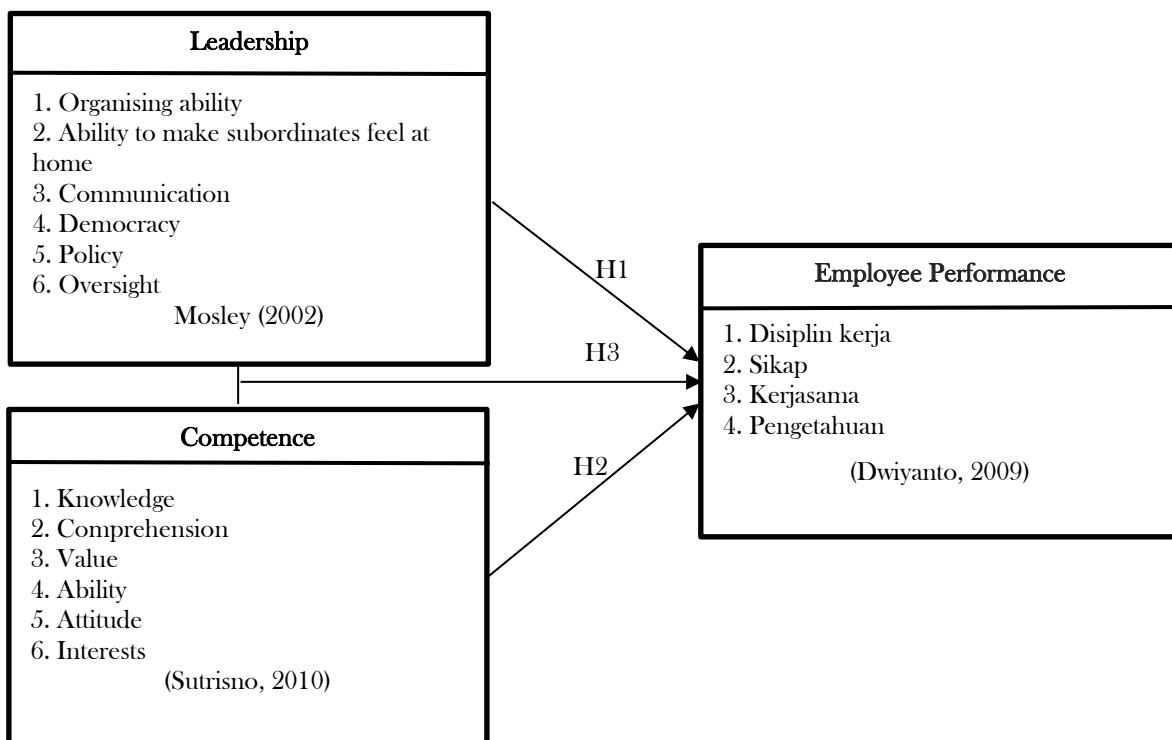 Leadership
1. Organising ability
2. Ability to make subordinates feel at
home
3. Communication
4. Democracy
5. Policy
6. Oversight
Mosley (2002)
H1
H3
H2
Competence
1. Knowledge
2. Comprehension
3. Value
4. Ability
5. Attitude
6. Interests
(Sutrisno, 2010)
Employee Performance
1. Disiplin kerja
2. Sikap
3. Kerjasama
4. Pengetahuan
(Dwiyanto, 2009)